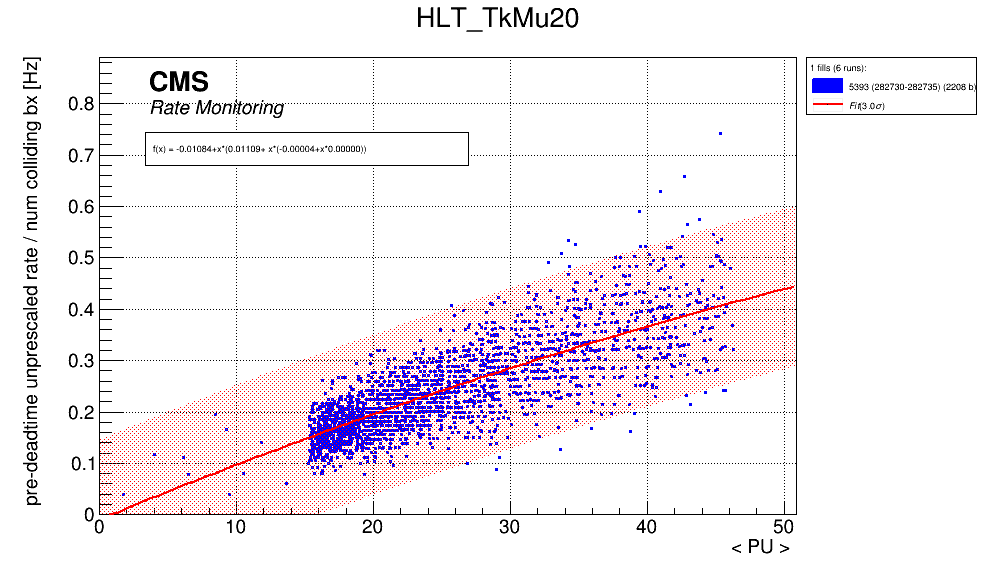 HLT_TkMu20
pre-deadtime unprescaled rate / num colliding bx [Hz]
CMS
Rate Monitoring
f(x) = -0.01084+x*(0.01109+ x*(-0.00004+x*0.00000))
0.8
0.7
0.6
0.5
0.4
0.3
0.2
0.1
0
0 10 20 30 40 50
< PU >
1 fills (6 runs):
5393 (282730-282735) (2208 b)
Fit(3.0σ)